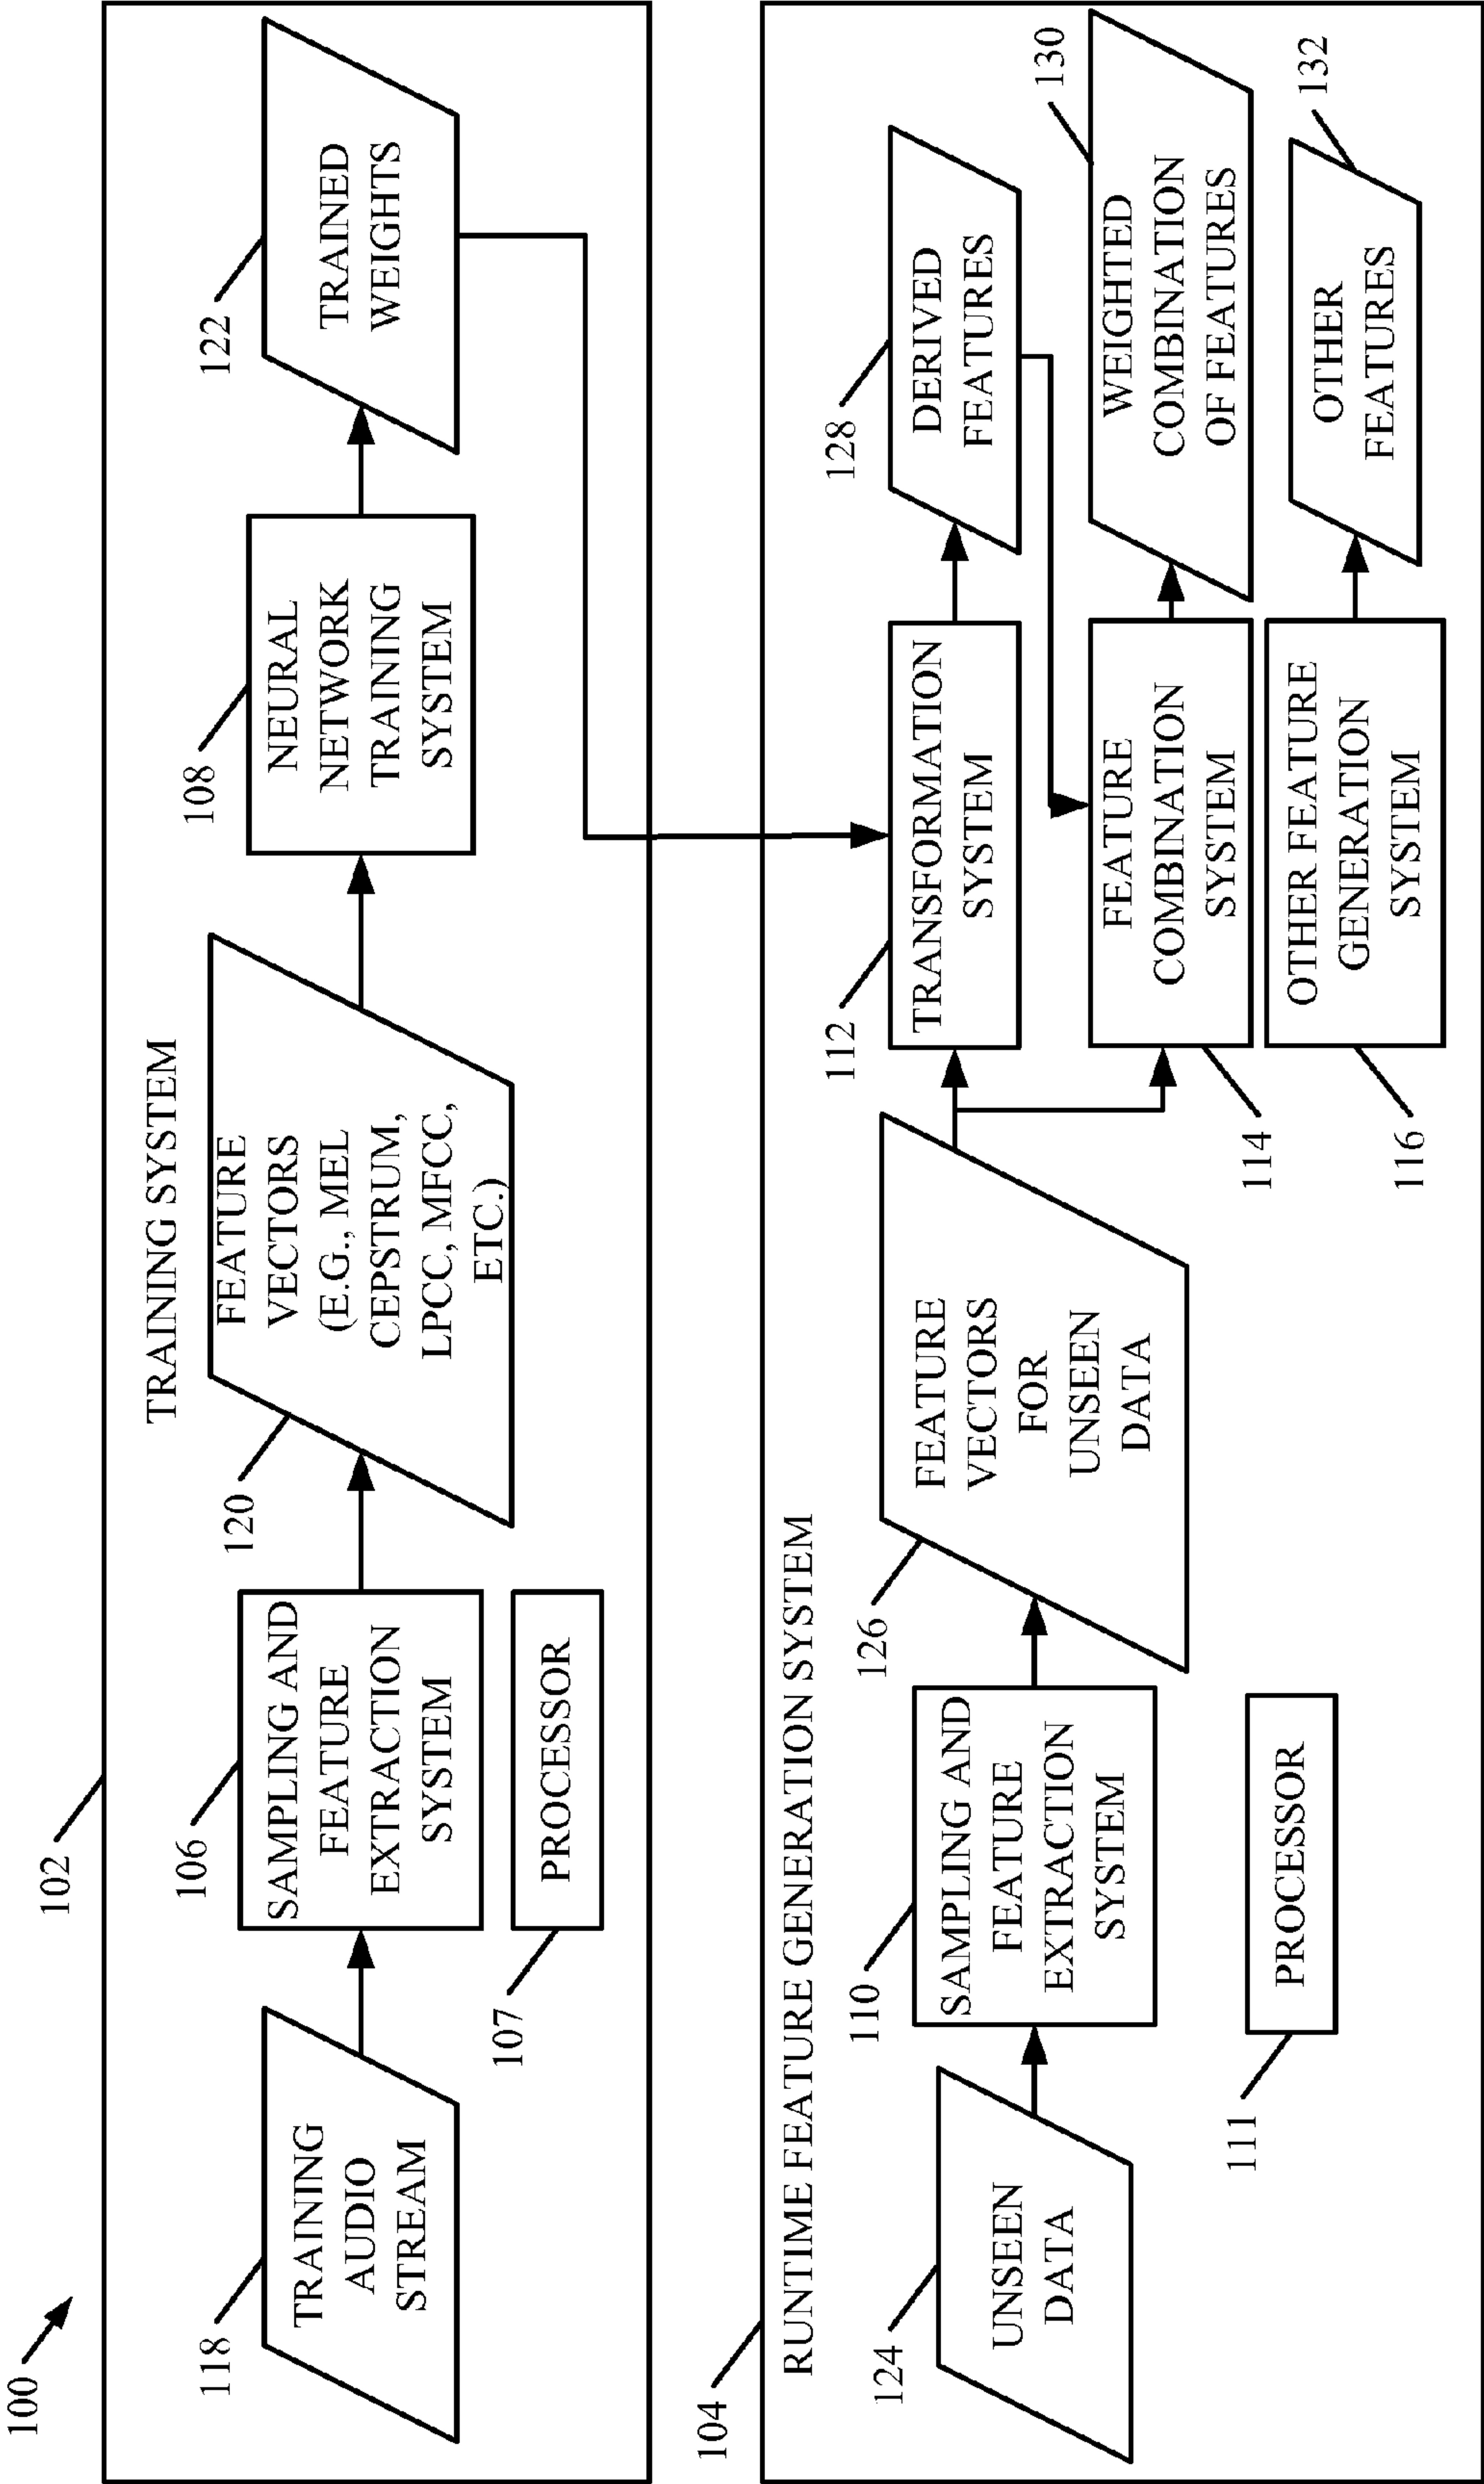 100
102
TRAINING SYSTEM
118
TRAINING
AUDIO
STREAM
106
SAMPLING AND
FEATURE
EXTRACTION
SYSTEM
107
PROCESSOR
120
FEATURE
VECTORS
(E.G., MEL
CEPSTRUM,
LPCC, MFCC,
ETC.)
108
NEURAL
NETWORK
TRAINING
SYSTEM
122
TRAINED
WEIGHTS
104
RUNTIME FEATURE GENERATION SYSTEM
124
UNSEEN
DATA
110
SAMPLING AND
FEATURE
EXTRACTION
SYSTEM
111
PROCESSOR
126
FEATURE
VECTORS
FOR
UNSEEN
DATA
112
TRANSFORMATION
SYSTEM
128
DERIVED
FEATURES
114
FEATURE
COMBINATION
SYSTEM
130
WEIGHTED
COMBINATION
OF FEATURES
116
OTHER FEATURE
GENERATION
SYSTEM
132
OTHER
FEATURES